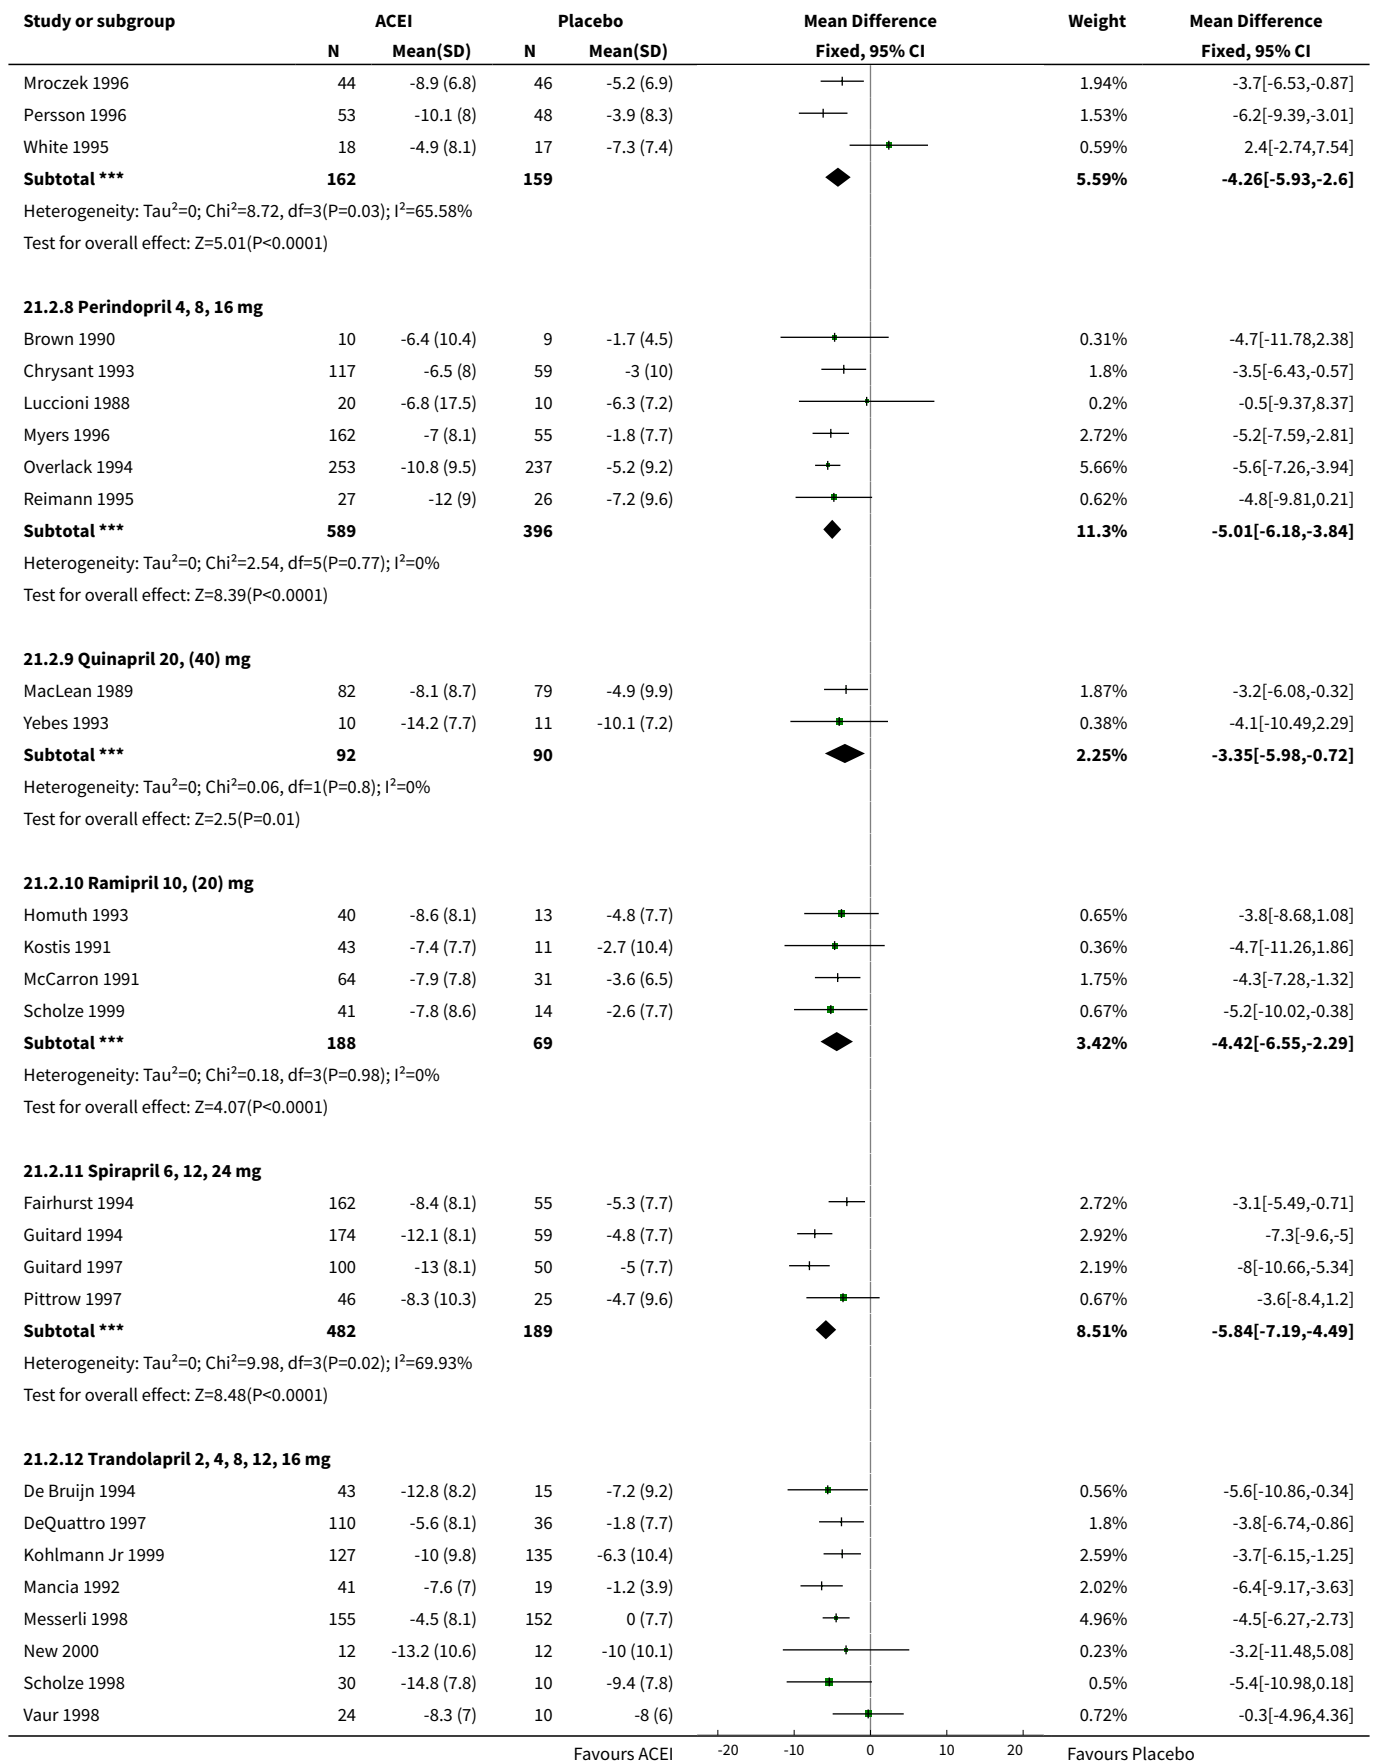 Study or subgroup ACEI Placebo Mean Difference Weight Mean Difference
N Mean(SD) N Mean(SD) Fixed, 95% CI Fixed, 95% CI
Mroczek 1996 44 -8.9 (6.8) 46 -5.2 (6.9) 1.94% -3.7[-6.53,-0.87]
Persson 1996 53 -10.1 (8) 48 -3.9 (8.3) 1.53% -6.2[-9.39,-3.01]
White 1995 18 -4.9 (8.1) 17 -7.3 (7.4) 0.59% 2.4[-2.74,7.54]
Subtotal *** 162 159 5.59% -4.26[-5.93,-2.6]
Heterogeneity: Tau²=0; Chi²=8.72, df=3(P=0.03); I²=65.58%
Test for overall effect: Z=5.01(P<0.0001)
21.2.8 Perindopril 4, 8, 16 mg
Brown 1990 10 -6.4 (10.4) 9 -1.7 (4.5) 0.31% -4.7[-11.78,2.38]
Chrysant 1993 117 -6.5 (8) 59 -3 (10) 1.8% -3.5[-6.43,-0.57]
Luccioni 1988 20 -6.8 (17.5) 10 -6.3 (7.2) 0.2% -0.5[-9.37,8.37]
Myers 1996 162 -7 (8.1) 55 -1.8 (7.7) 2.72% -5.2[-7.59,-2.81]
Overlack 1994 253 -10.8 (9.5) 237 -5.2 (9.2) 5.66% -5.6[-7.26,-3.94]
Reimann 1995 27 -12 (9) 26 -7.2 (9.6) 0.62% -4.8[-9.81,0.21]
Subtotal *** 589 396 11.3% -5.01[-6.18,-3.84]
Heterogeneity: Tau²=0; Chi²=2.54, df=5(P=0.77); I²=0%
Test for overall effect: Z=8.39(P<0.0001)
21.2.9 Quinapril 20, (40) mg
MacLean 1989 82 -8.1 (8.7) 79 -4.9 (9.9) 1.87% -3.2[-6.08,-0.32]
Yebes 1993 10 -14.2 (7.7) 11 -10.1 (7.2) 0.38% -4.1[-10.49,2.29]
Subtotal *** 92 90 2.25% -3.35[-5.98,-0.72]
Heterogeneity: Tau²=0; Chi²=0.06, df=1(P=0.8); I²=0%
Test for overall effect: Z=2.5(P=0.01)
21.2.10 Ramipril 10, (20) mg
Homuth 1993 40 -8.6 (8.1) 13 -4.8 (7.7) 0.65% -3.8[-8.68,1.08]
Kostis 1991 43 -7.4 (7.7) 11 -2.7 (10.4) 0.36% -4.7[-11.26,1.86]
McCarron 1991 64 -7.9 (7.8) 31 -3.6 (6.5) 1.75% -4.3[-7.28,-1.32]
Scholze 1999 41 -7.8 (8.6) 14 -2.6 (7.7) 0.67% -5.2[-10.02,-0.38]
Subtotal *** 188 69 3.42% -4.42[-6.55,-2.29]
Heterogeneity: Tau²=0; Chi²=0.18, df=3(P=0.98); I²=0%
Test for overall effect: Z=4.07(P<0.0001)
21.2.11 Spirapril 6, 12, 24 mg
Fairhurst 1994 162 -8.4 (8.1) 55 -5.3 (7.7) 2.72% -3.1[-5.49,-0.71]
Guitard 1994 174 -12.1 (8.1) 59 -4.8 (7.7) 2.92% -7.3[-9.6,-5]
Guitard 1997 100 -13 (8.1) 50 -5 (7.7) 2.19% -8[-10.66,-5.34]
Pittrow 1997 46 -8.3 (10.3) 25 -4.7 (9.6) 0.67% -3.6[-8.4,1.2]
Subtotal *** 482 189 8.51% -5.84[-7.19,-4.49]
Heterogeneity: Tau²=0; Chi²=9.98, df=3(P=0.02); I²=69.93%
Test for overall effect: Z=8.48(P<0.0001)
21.2.12 Trandolapril 2, 4, 8, 12, 16 mg
De Bruijn 1994 43 -12.8 (8.2) 15 -7.2 (9.2) 0.56% -5.6[-10.86,-0.34]
DeQuattro 1997 110 -5.6 (8.1) 36 -1.8 (7.7) 1.8% -3.8[-6.74,-0.86]
Kohlmann Jr 1999 127 -10 (9.8) 135 -6.3 (10.4) 2.59% -3.7[-6.15,-1.25]
Mancia 1992 41 -7.6 (7) 19 -1.2 (3.9) 2.02% -6.4[-9.17,-3.63]
Messerli 1998 155 -4.5 (8.1) 152 0 (7.7) 4.96% -4.5[-6.27,-2.73]
New 2000 12 -13.2 (10.6) 12 -10 (10.1) 0.23% -3.2[-11.48,5.08]
Scholze 1998 30 -14.8 (7.8) 10 -9.4 (7.8) 0.5% -5.4[-10.98,0.18]
Vaur 1998 24 -8.3 (7) 10 -8 (6) 0.72% -0.3[-4.96,4.36]
Favours ACEI -20 -10 0 10 20 Favours Placebo